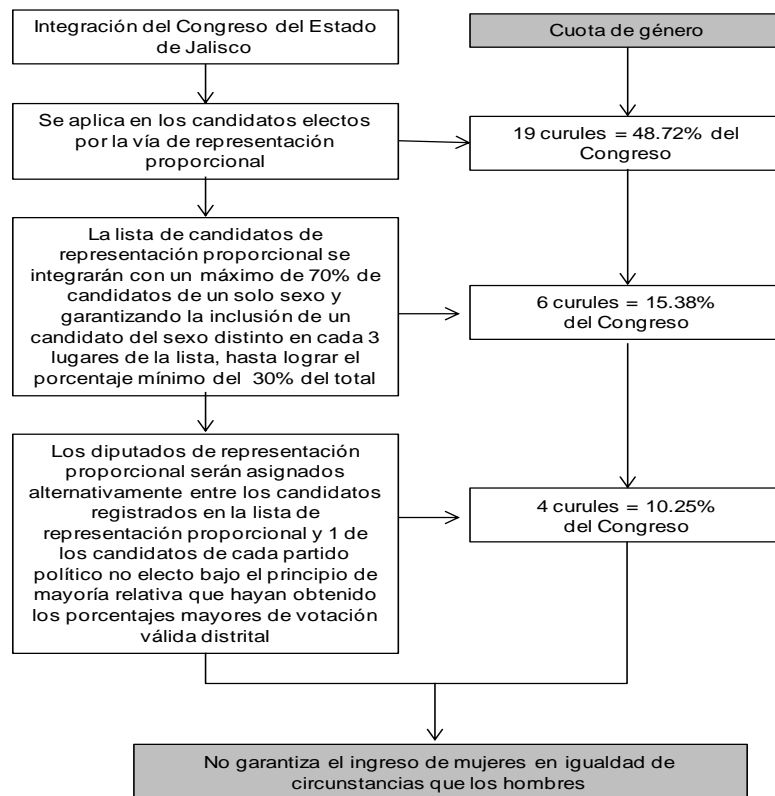 Integración del Congreso del Estado
de Jalisco
Cuota de género
Se aplica en los candidatos electos
por la vía de representación
proporcional
19 curules = 48.72% del
Congreso
La lista de candidatos de
representación proporcional se
integrarán con un máximo de 70% de
candidatos de un solo sexo y
garantizando la inclusión de un
candidato del sexo distinto en cada 3
lugares de la lista, hasta lograr el
porcentaje mínimo del 30% del total
6 curules = 15.38%
del Congreso
Los diputados de representación
proporcional serán asignados
alternativamente entre los candidatos
registrados en la lista de
representación proporcional y 1 de
los candidatos de cada partido
político no electo bajo el principio de
mayoría relativa que hayan obtenido
los porcentajes mayores de votación
válida distrital
4 curules = 10.25%
del Congreso
No garantiza el ingreso de mujeres en igualdad de
circunstancias que los hombres